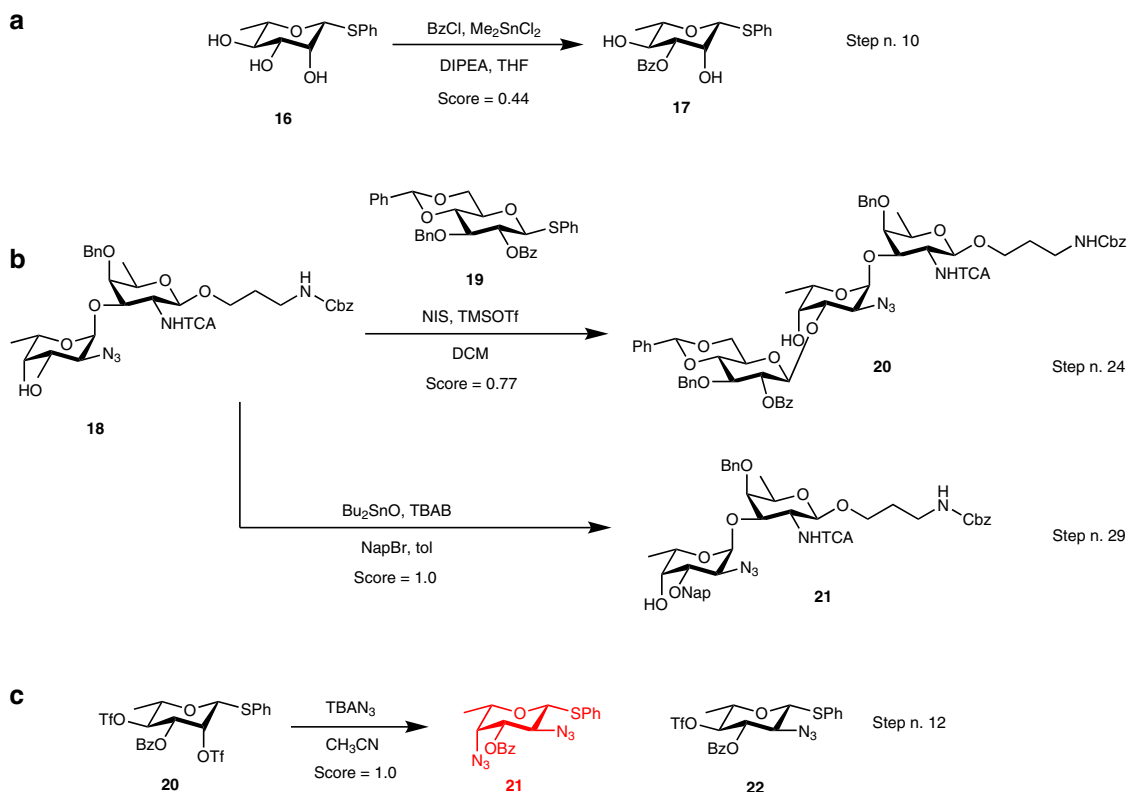 a
O
SPh
HO
HO
OH
16
BzCl, Me2SnCl2
DIPEA, THF
Score = 0.44
O
SPh
HO
BzO
OH
17
Step n. 10
b
BnO
O
O
O
NHTCA
H
N
Cbz
O
N3
HO
18
Ph
O
O
O
BnO
SPh
OBz
19
NIS, TMSOTf
DCM
Score = 0.77
BnO
O
O
NHCbz
O
NHTCA
O
N3
HO
O
Ph
O
O
O
BnO
OBz
20
Step n. 24
Bu2SnO, TBAB
NapBr, tol
Score = 1.0
BnO
O
O
O
NHTCA
H
N
Cbz
O
N3
ONap
HO
21
Step n. 29
c
O
SPh
TfO
BzO
OTf
20
TBAN3
CH3CN
Score = 1.0
O
SPh
N3
OBz
N3
21
O
SPh
TfO
N3
BzO
22
Step n. 12